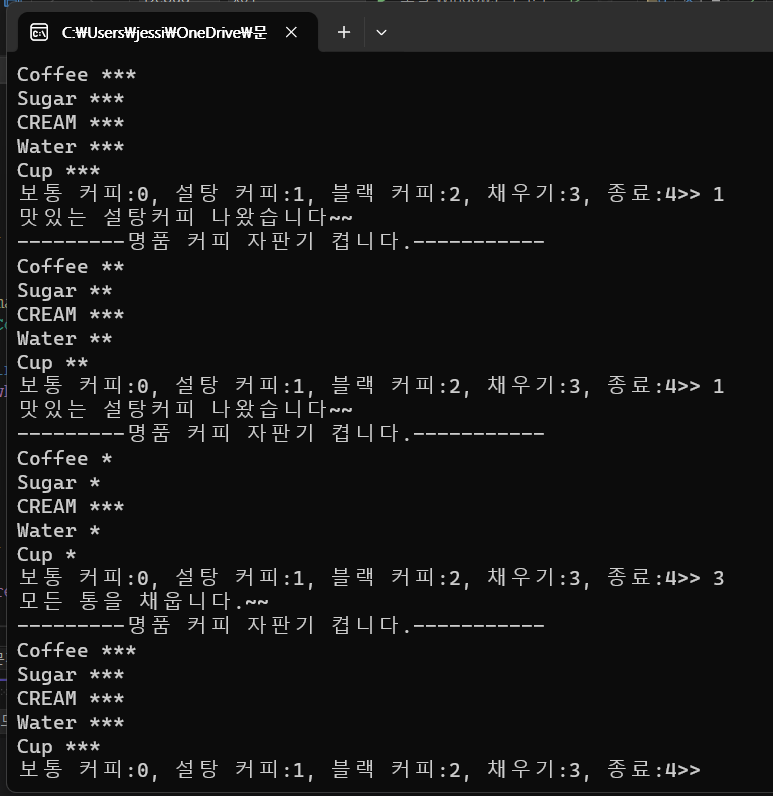 C:₩Users₩jessi₩OneDrive₩문
Coffee ***
Sugar ***
CREAM ***
Water ***
Cup ***
보통 커피:0, 설탕 커피:1, 블랙 커피:2, 채우기:3, 종료:4>> 1
맛있는 설탕커피 나왔습니다~~
---------명품 커피 자판기 켭니다.-----------
Coffee **
Sugar **
CREAM ***
Water **
Cup **
보통 커피:0, 설탕 커피:1, 블랙 커피:2, 채우기:3, 종료:4>> 1
맛있는 설탕커피 나왔습니다~~
---------명품 커피 자판기 켭니다.-----------
Coffee *
Sugar *
CREAM ***
Water *
Cup *
보통 커피:0, 설탕 커피:1, 블랙 커피:2, 채우기:3, 종료:4>> 3
모든 통을 채웁니다.~~
---------명품 커피 자판기 켭니다.-----------
Coffee ***
Sugar ***
CREAM ***
Water ***
Cup ***
보통 커피:0, 설탕 커피:1, 블랙 커피:2, 채우기:3, 종료:4>>